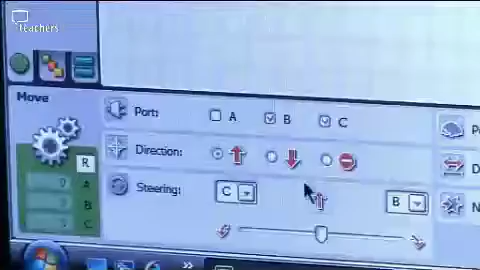 Teachers
Move
Port: A B C
Direction:
R
Steering: C B
A
B
C